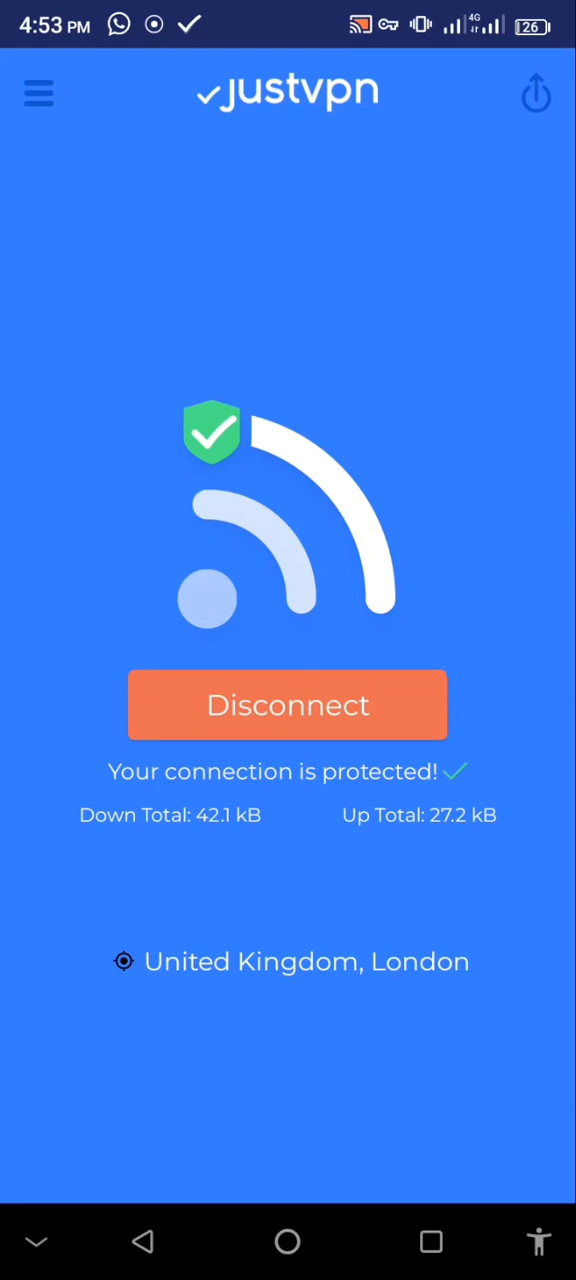 4:53 PM 4G 26
justvpn
Disconnect
Your connection is protected!
Down Total: 42.1 kB Up Total: 27.2 kB
United Kingdom, London